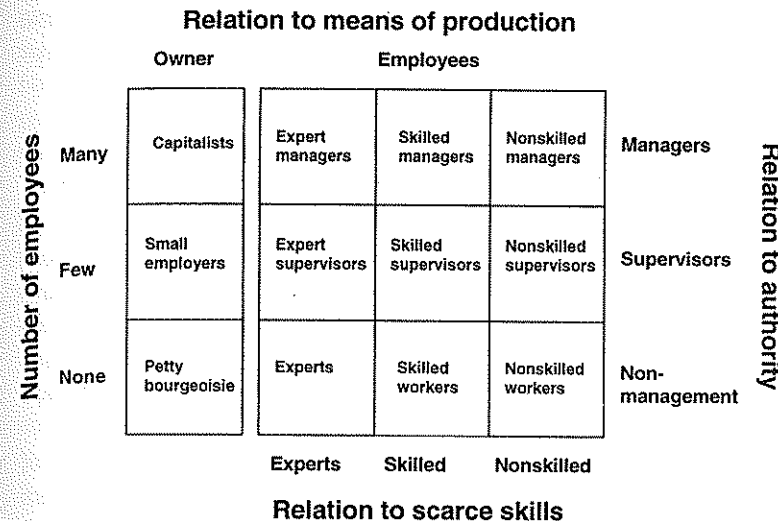 Relation to means of production
Owner
Employees
Number of employees
Many
Capitalists
Expert
managers
Skilled
managers
Nonskilled
managers
Managers
Relation to authority
Few
Small
employers
Expert
supervisors
Skilled
supervisors
Nonskilled
supervisors
Supervisors
None
Petty
bourgeoisie
Experts
Skilled
workers
Nonskilled
workers
Non-
management
Experts
Skilled
Nonskilled
Relation to scarce skills